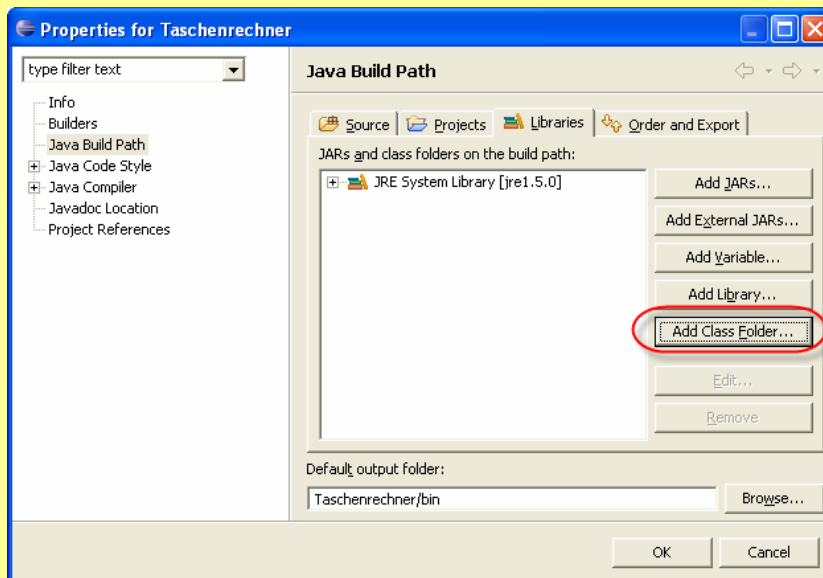 Properties for Taschenrechner
type filter text
Info
Builders
Java Build Path
Java Code Style
Java Compiler
Javadoc Location
Project References
Java Build Path
Source
Projects
Libraries
Order and Export
JARs and class folders on the build path:
JRE System Library [jre1.5.0]
Add JARs...
Add External JARs...
Add Variable...
Add Library...
Add Class Folder...
Edit...
Remove
Default output folder:
Taschenrechner/bin
Browse...
OK
Cancel